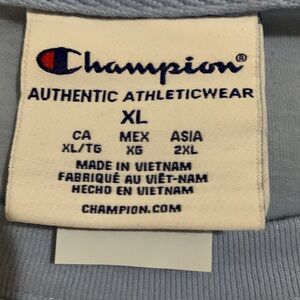 Champion®
AUTHENTIC ATHLETICWEAR
XL
CA MEX ASIA
XL/TG XG 2XL
MADE IN VIETNAM
FABRIQUÉ AU VIÊT-NAM
HECHO EN VIETNAM
CHAMPION.COM